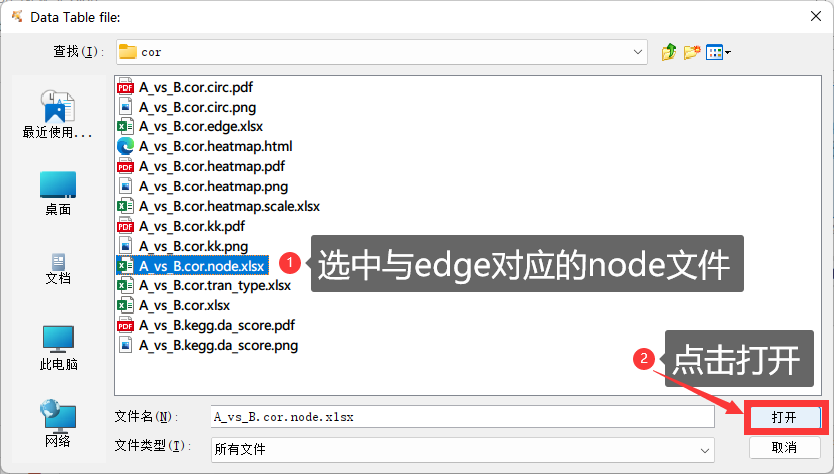 Data Table file:
查找(I):
cor
A_vs_B.cor.circ.pdf
A_vs_B.cor.circ.png
A_vs_B.cor.edge.xlsx
A_vs_B.cor.heatmap.html
A_vs_B.cor.heatmap.pdf
A_vs_B.cor.heatmap.png
A_vs_B.cor.heatmap.scale.xlsx
A_vs_B.cor.kk.pdf
A_vs_B.cor.kk.png
A_vs_B.cor.node.xlsx
A_vs_B.cor.tran_type.xlsx
A_vs_B.cor.xlsx
A_vs_B.kegg.da_score.pdf
A_vs_B.kegg.da_score.png
最近使用...
桌面
文档
此电脑
网络
1 选中与edge对应的node文件
2 点击打开
文件名(N):
A_vs_B.cor.node.xlsx
打开
文件类型(T):
所有文件
取消